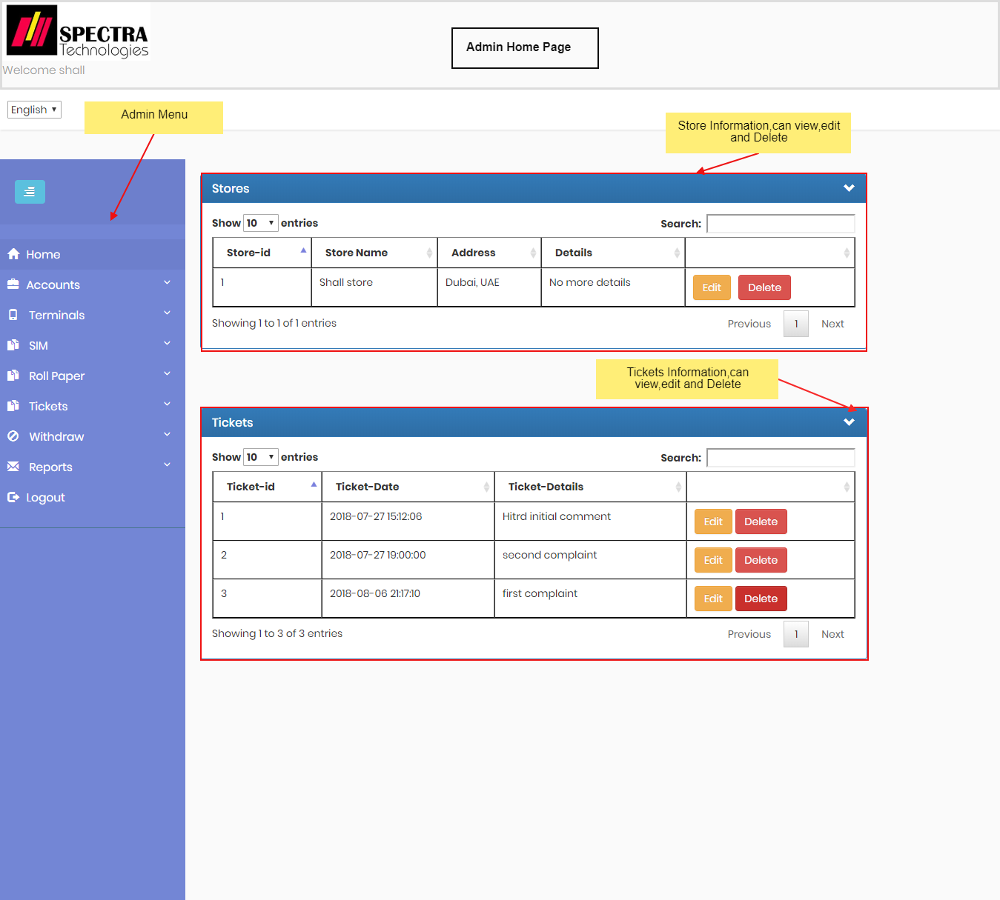 SPECTRA
Technologies
Admin Home Page
Welcome shall
English
Admin Menu
Store Information,can view,edit
and Delete
Stores
Show 10 entries
Search:
Store-id Store Name Address Details
1 Shall store Dubai, UAE No more details Edit Delete
Showing 1 to 1 of 1 entries
Previous 1 Next
Home
Accounts
Terminals
SIM
Roll Paper
Tickets
Withdraw
Reports
Logout
Tickets Information,can
view,edit and Delete
Tickets
Show 10 entries
Search:
Ticket-id Ticket-Date Ticket-Details
1 2018-07-27 15:12:06 Hitrd initial comment Edit Delete
2 2018-07-27 19:00:00 second complaint Edit Delete
3 2018-08-06 21:17:10 first complaint Edit Delete
Showing 1 to 3 of 3 entries
Previous 1 Next